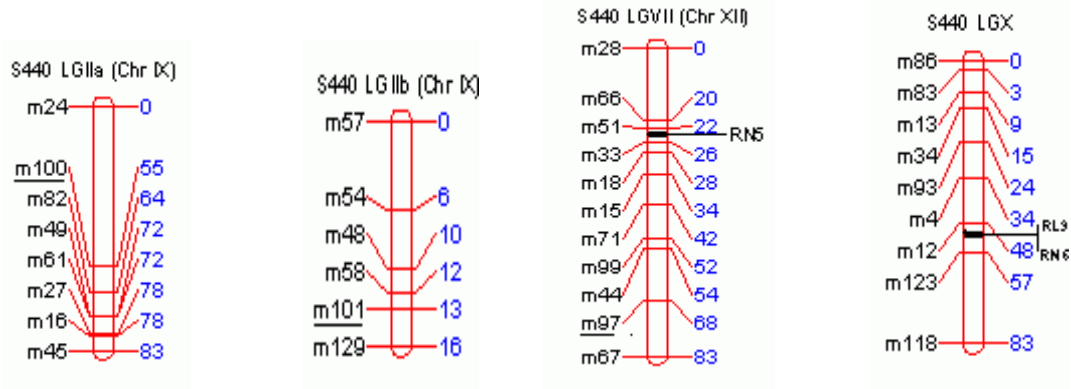 S440 LGIIa (Chr IX)
m24 0
m100 55
m82 64
m49 72
m61 72
m27 78
m16 78
m45 83
S440 LGIIb (Chr IX)
m57 0
m54 6
m48 10
m58 12
m101 13
m129 16
S440 LGVII (Chr XII)
m28 0
m66 20
m51 22 RN5
m33 26
m18 28
m15 34
m71 42
m99 52
m44 54
m97 68
m67 83
S440 LGX
m86 0
m83 3
m13 9
m34 15
m93 24
m4 34 RL3
m12 48 RN6
m123 57
m118 83